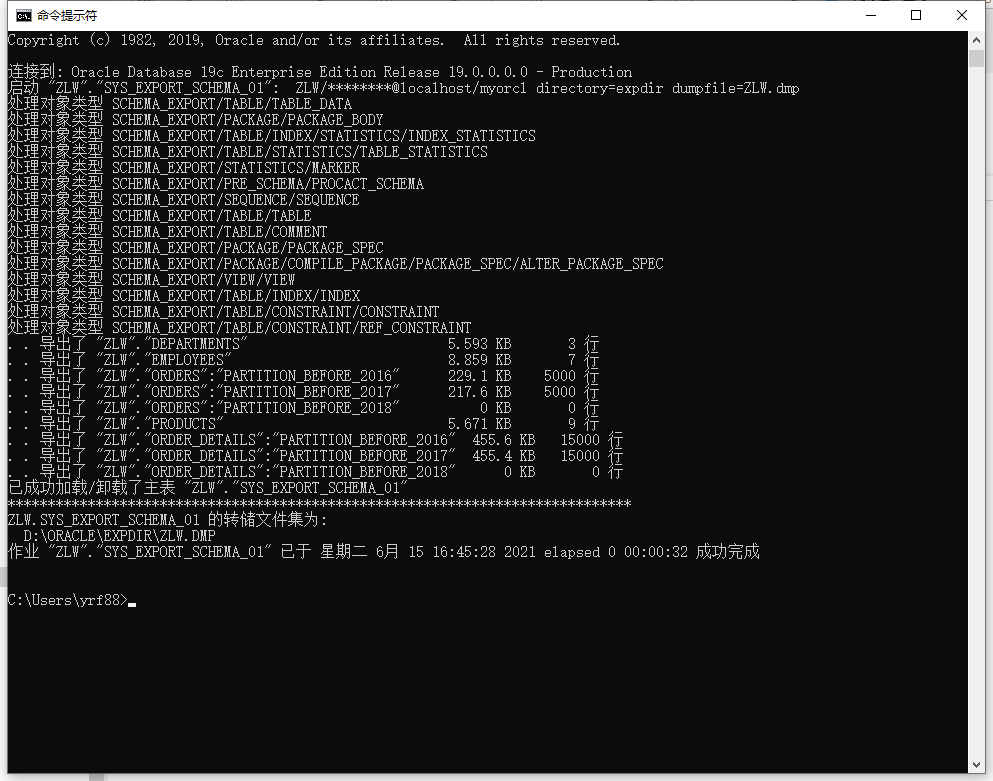 命令提示符
Copyright (c) 1982, 2019, Oracle and/or its affiliates.  All rights reserved.
连接到: Oracle Database 19c Enterprise Edition Release 19.0.0.0.0 - Production
启动 "ZLW"."SYS_EXPORT_SCHEMA_01":  ZLW/********@localhost/myorcl directory=expdir dumpfile=ZLW.dmp
处理对象类型 SCHEMA_EXPORT/TABLE/TABLE_DATA
处理对象类型 SCHEMA_EXPORT/PACKAGE/PACKAGE_BODY
处理对象类型 SCHEMA_EXPORT/TABLE/INDEX/STATISTICS/INDEX_STATISTICS
处理对象类型 SCHEMA_EXPORT/TABLE/STATISTICS/TABLE_STATISTICS
处理对象类型 SCHEMA_EXPORT/STATISTICS/MARKER
处理对象类型 SCHEMA_EXPORT/PRE_SCHEMA/PROCACT_SCHEMA
处理对象类型 SCHEMA_EXPORT/SEQUENCE/SEQUENCE
处理对象类型 SCHEMA_EXPORT/TABLE/TABLE
处理对象类型 SCHEMA_EXPORT/TABLE/COMMENT
处理对象类型 SCHEMA_EXPORT/PACKAGE/PACKAGE_SPEC
处理对象类型 SCHEMA_EXPORT/PACKAGE/COMPILE_PACKAGE/PACKAGE_SPEC/ALTER_PACKAGE_SPEC
处理对象类型 SCHEMA_EXPORT/VIEW/VIEW
处理对象类型 SCHEMA_EXPORT/TABLE/INDEX/INDEX
处理对象类型 SCHEMA_EXPORT/TABLE/CONSTRAINT/CONSTRAINT
处理对象类型 SCHEMA_EXPORT/TABLE/CONSTRAINT/REF_CONSTRAINT
. . 导出了 "ZLW"."DEPARTMENTS"                         5.593 KB       3 行
. . 导出了 "ZLW"."EMPLOYEES"                           8.859 KB       7 行
. . 导出了 "ZLW"."ORDERS":"PARTITION_BEFORE_2016"      229.1 KB    5000 行
. . 导出了 "ZLW"."ORDERS":"PARTITION_BEFORE_2017"      217.6 KB    5000 行
. . 导出了 "ZLW"."ORDERS":"PARTITION_BEFORE_2018"          0 KB       0 行
. . 导出了 "ZLW"."PRODUCTS"                            5.671 KB       9 行
. . 导出了 "ZLW"."ORDER_DETAILS":"PARTITION_BEFORE_2016"  455.6 KB   15000 行
. . 导出了 "ZLW"."ORDER_DETAILS":"PARTITION_BEFORE_2017"  455.4 KB   15000 行
. . 导出了 "ZLW"."ORDER_DETAILS":"PARTITION_BEFORE_2018"      0 KB       0 行
已成功加载/卸载了主表 "ZLW"."SYS_EXPORT_SCHEMA_01"
******************************************************************************
ZLW.SYS_EXPORT_SCHEMA_01 的转储文件集为:
  D:\ORACLE\EXPDIR\ZLW.DMP
作业 "ZLW"."SYS_EXPORT_SCHEMA_01" 已于 星期二 6月 15 16:45:28 2021 elapsed 0 00:00:32 成功完成
C:\Users\yrf88>